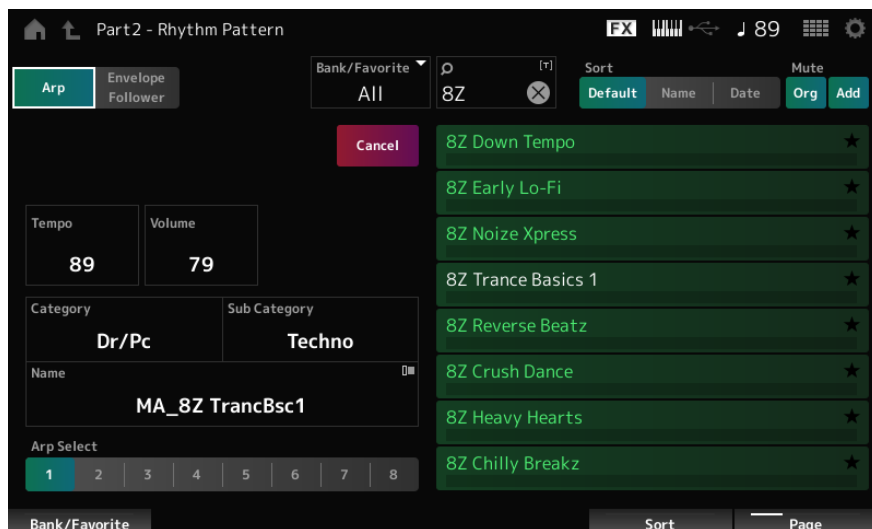 Part2 - Rhythm Pattern
FX
♩ 89
Arp
Envelope
Follower
Bank/Favorite
All
[T]
8Z
Sort
Default
Name
Date
Mute
Org
Add
Cancel
Tempo
89
Volume
79
Category
Dr/Pc
Sub Category
Techno
Name
MA_8Z TrancBsc1
Arp Select
1 2 3 4 5 6 7 8
8Z Down Tempo
8Z Early Lo-Fi
8Z Noize Xpress
8Z Trance Basics 1
8Z Reverse Beatz
8Z Crush Dance
8Z Heavy Hearts
8Z Chilly Breakz
Bank/Favorite
Sort
Page